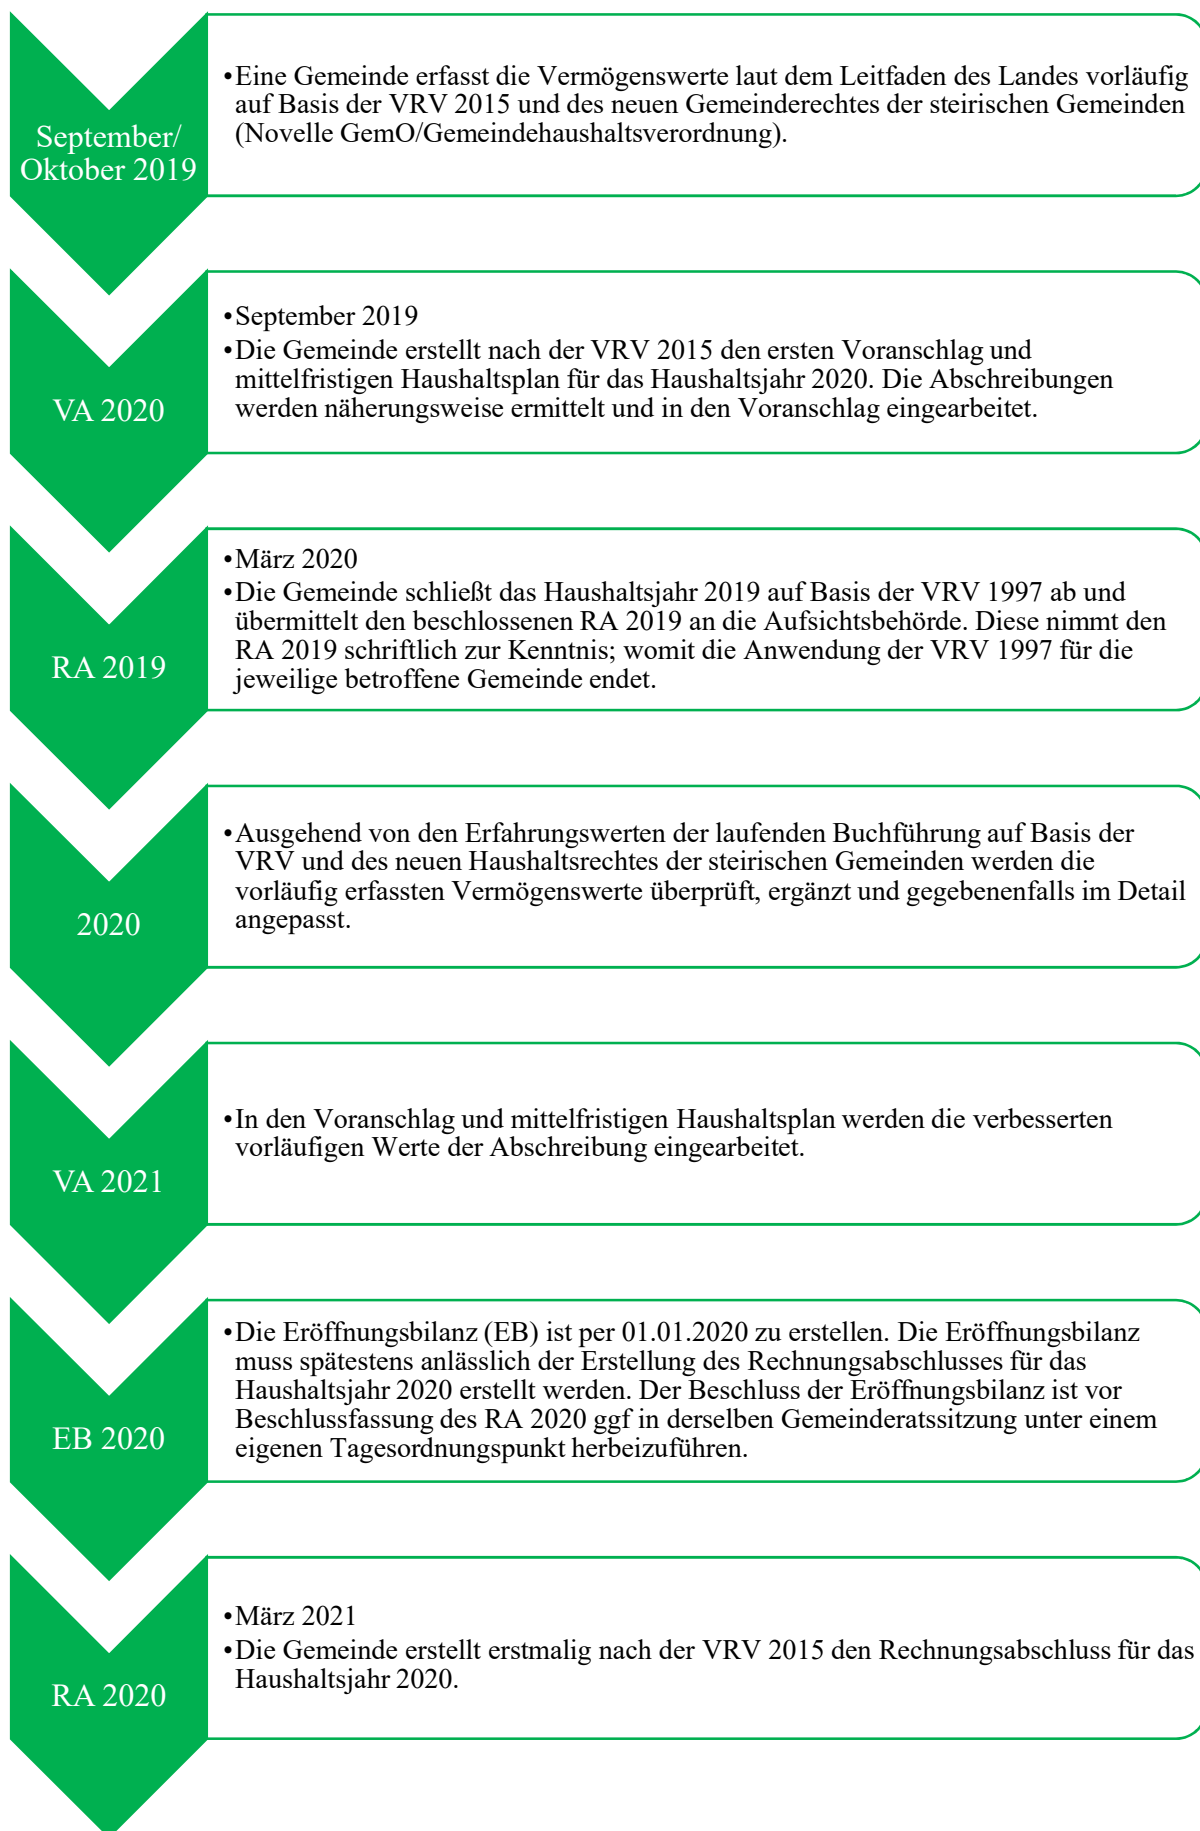 September/
Oktober 2019
•Eine Gemeinde erfasst die Vermögenswerte laut dem Leitfaden des Landes vorläufig
auf Basis der VRV 2015 und des neuen Gemeinderechtes der steirischen Gemeinden
(Novelle GemO/Gemeindehaushaltsverordnung).
VA 2020
•September 2019
•Die Gemeinde erstellt nach der VRV 2015 den ersten Voranschlag und
mittelfristigen Haushaltsplan für das Haushaltsjahr 2020. Die Abschreibungen
werden näherungsweise ermittelt und in den Voranschlag eingearbeitet.
RA 2019
•März 2020
•Die Gemeinde schließt das Haushaltsjahr 2019 auf Basis der VRV 1997 ab und
übermittelt den beschlossenen RA 2019 an die Aufsichtsbehörde. Diese nimmt den
RA 2019 schriftlich zur Kenntnis; womit die Anwendung der VRV 1997 für die
jeweilige betroffene Gemeinde endet.
2020
•Ausgehend von den Erfahrungswerten der laufenden Buchführung auf Basis der
VRV und des neuen Haushaltsrechtes der steirischen Gemeinden werden die
vorläufig erfassten Vermögenswerte überprüft, ergänzt und gegebenenfalls im Detail
angepasst.
VA 2021
•In den Voranschlag und mittelfristigen Haushaltsplan werden die verbesserten
vorläufigen Werte der Abschreibung eingearbeitet.
EB 2020
•Die Eröffnungsbilanz (EB) ist per 01.01.2020 zu erstellen. Die Eröffnungsbilanz
muss spätestens anlässlich der Erstellung des Rechnungsabschlusses für das
Haushaltsjahr 2020 erstellt werden. Der Beschluss der Eröffnungsbilanz ist vor
Beschlussfassung des RA 2020 ggf in derselben Gemeinderatssitzung unter einem
eigenen Tagesordnungspunkt herbeizuführen.
RA 2020
•März 2021
•Die Gemeinde erstellt erstmalig nach der VRV 2015 den Rechnungsabschluss für das
Haushaltsjahr 2020.